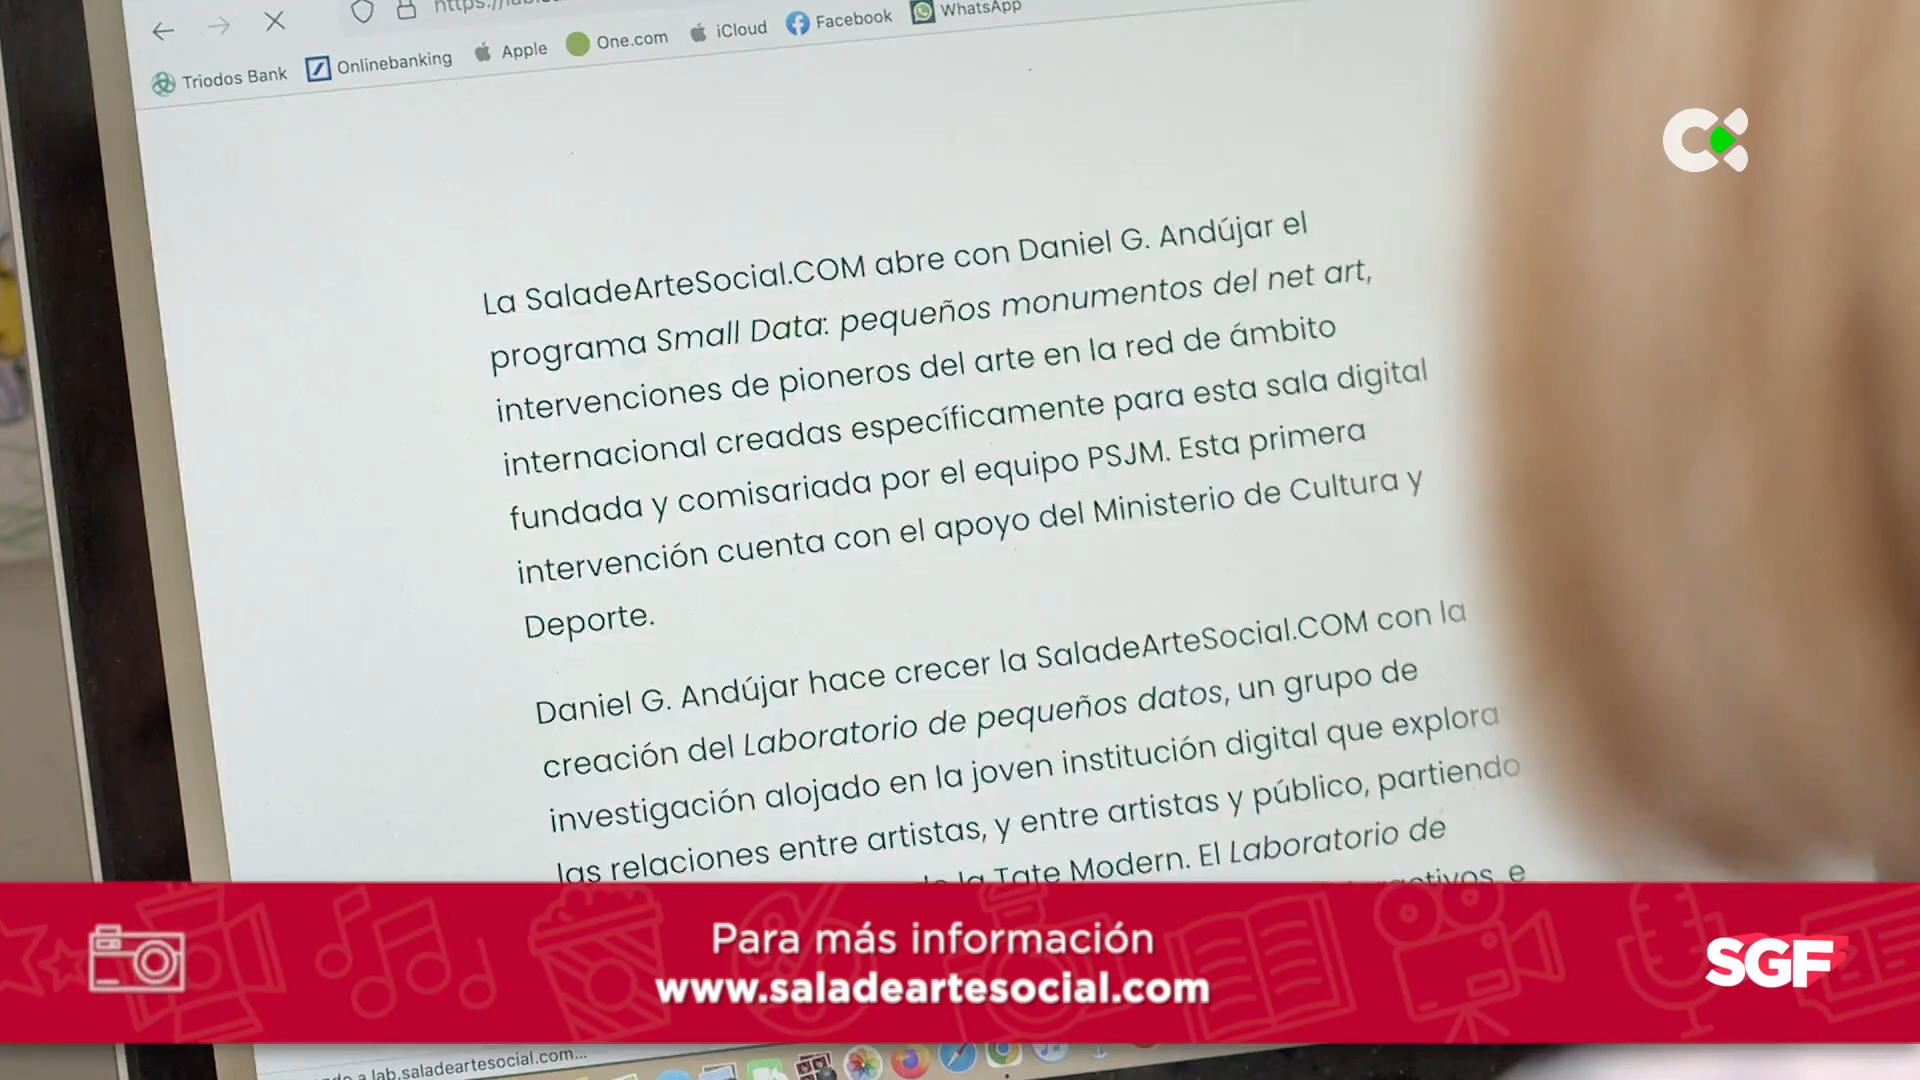 Triodos Bank
Onlinebanking
Apple
One.com
iCloud
Facebook
WhatsApp
La SaladeArteSocial.COM abre con Daniel G. Andújar el
programa Small Data: pequeños monumentos del net art,
intervenciones de pioneros del arte en la red de ámbito
internacional creadas específicamente para esta sala digital
fundada y comisariada por el equipo PSJM. Esta primera
intervención cuenta con el apoyo del Ministerio de Cultura y
Deporte.
Daniel G. Andújar hace crecer la SaladeArteSocial.COM con la
creación del Laboratorio de pequeños datos, un grupo de
investigación alojado en la joven institución digital que explora
las relaciones entre artistas, y entre artistas y público, partiendo
la Tate Modern. El Laboratorio de
e
Para más información
www.saladeartesocial.com
SGF
a lab.saladeartesocial.com...